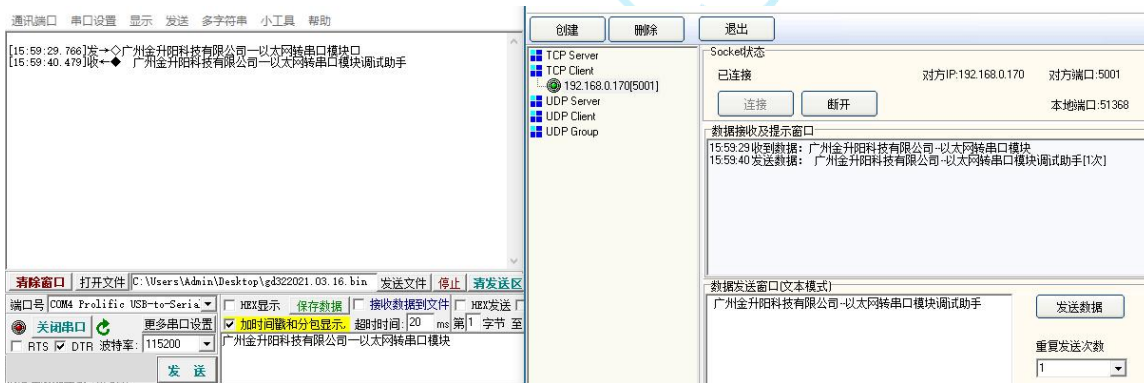 通讯端口 串口设置 显示 发送 多字符串 小工具 帮助
[15:59:29.766]发→◇广州金升阳科技有限公司—以太网转串口模块口
[15:59:40.479]收←◆ 广州金升阳科技有限公司—以太网转串口模块调试助手
清除窗口 打开文件 C:\Users\Admin\Desktop\gd322021.03.16.bin 发送文件 停止 清发送区
端口号 COM4 Prolific USB-to-Seria HEX显示 保存数据 接收数据到文件 HEX发送
关闭串口 更多串口设置 加时间戳和分包显示, 超时时间: 20 ms 第1 字节 至
RTS DTR 波特率: 115200 广州金升阳科技有限公司—以太网转串口模块
发 送
创建 删除 退出
TCP Server
TCP Client
192.168.0.170[5001]
UDP Server
UDP Client
UDP Group
Socket状态
已连接 对方IP:192.168.0.170 对方端口:5001
连接 断开 本地端口:51368
数据接收及提示窗口
15:59:29 收到数据: 广州金升阳科技有限公司--以太网转串口模块
15:59:40 发送数据: 广州金升阳科技有限公司--以太网转串口模块调试助手[1次]
数据发送窗口(文本模式)
广州金升阳科技有限公司--以太网转串口模块调试助手
发送数据
重复发送次数
1